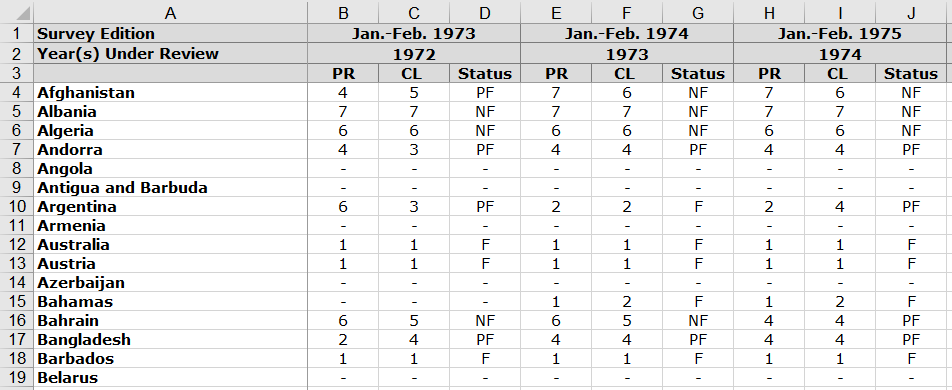 A B C D E F G H I J
1 Survey Edition Jan.-Feb. 1973 Jan.-Feb. 1974 Jan.-Feb. 1975
2 Year(s) Under Review 1972 1973 1974
3 PR CL Status PR CL Status PR CL Status
4 Afghanistan 4 5 PF 7 6 NF 7 6 NF
5 Albania 7 7 NF 7 7 NF 7 7 NF
6 Algeria 6 6 NF 6 6 NF 6 6 NF
7 Andorra 4 3 PF 4 4 PF 4 4 PF
8 Angola - - - - - - - - -
9 Antigua and Barbuda - - - - - - - - -
10 Argentina 6 3 PF 2 2 F 2 4 PF
11 Armenia - - - - - - - - -
12 Australia 1 1 F 1 1 F 1 1 F
13 Austria 1 1 F 1 1 F 1 1 F
14 Azerbaijan - - - - - - - - -
15 Bahamas - - - 1 2 F 1 2 F
16 Bahrain 6 5 NF 6 5 NF 4 4 PF
17 Bangladesh 2 4 PF 4 4 PF 4 4 PF
18 Barbados 1 1 F 1 1 F 1 1 F
19 Belarus - - - - - - - - -